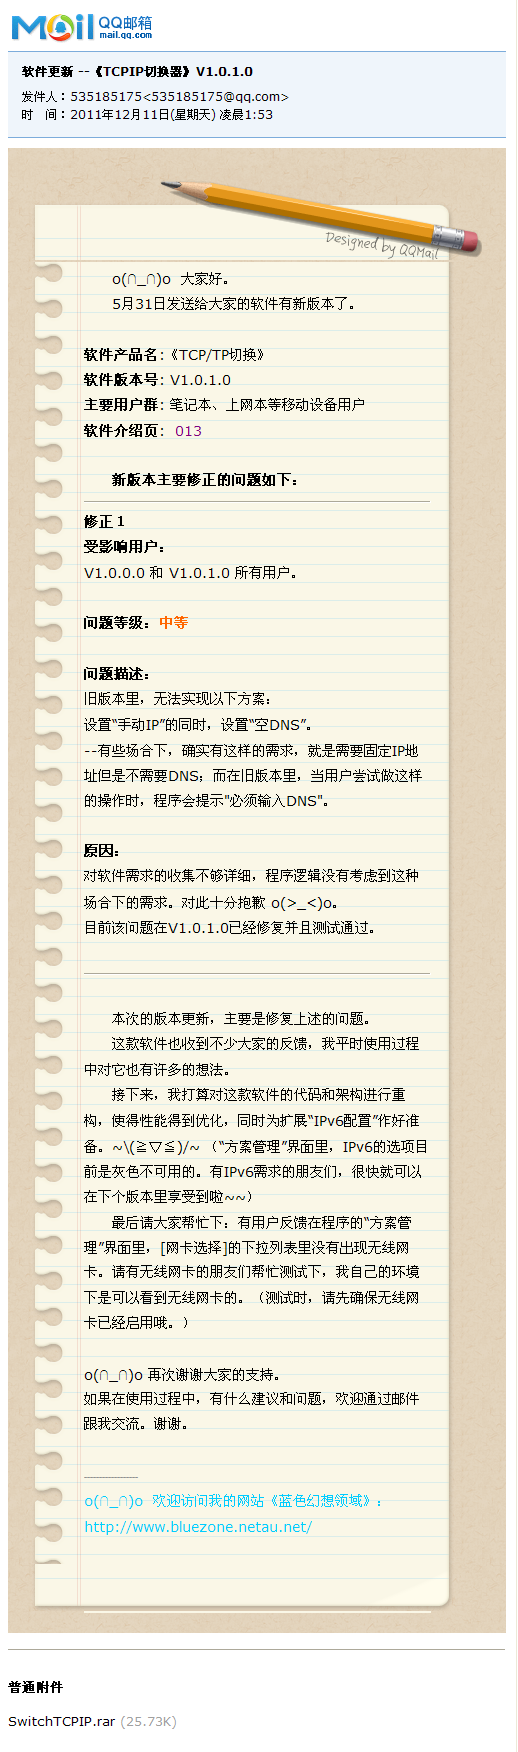 Mail QQ邮箱
mail.qq.com
软件更新 --《TCPIP切换器》V1.0.1.0
发件人：535185175<535185175@qq.com>
时　间：2011年12月11日(星期天) 凌晨1:53
Designed by QQMail
o(∩_∩)o 大家好。
5月31日发送给大家的软件有新版本了。
软件产品名：《TCP/TP切换》
软件版本号：V1.0.1.0
主要用户群：笔记本、上网本等移动设备用户
软件介绍页： 013
新版本主要修正的问题如下：
修正 1
受影响用户：
V1.0.0.0 和 V1.0.1.0 所有用户。
问题等级：中等
问题描述：
旧版本里，无法实现以下方案：
设置“手动IP”的同时，设置“空DNS”。
--有些场合下，确实有这样的需求，就是需要固定IP地
址但是不需要DNS；而在旧版本里，当用户尝试做这样
的操作时，程序会提示"必须输入DNS"。
原因：
对软件需求的收集不够详细，程序逻辑没有考虑到这种
场合下的需求。对此十分抱歉 o(>_<)o。
目前该问题在V1.0.1.0已经修复并且测试通过。
本次的版本更新，主要是修复上述的问题。
这款软件也收到不少大家的反馈，我平时使用过程
中对它也有许多的想法。
接下来，我打算对这款软件的代码和架构进行重
构，使得性能得到优化，同时为扩展“IPv6配置”作好准
备。~\(≧▽≦)/~ （“方案管理”界面里，IPv6的选项目
前是灰色不可用的。有IPv6需求的朋友们，很快就可以
在下个版本里享受到啦~~）
最后请大家帮忙下：有用户反馈在程序的“方案管
理”界面里，[网卡选择]的下拉列表里没有出现无线网
卡。请有无线网卡的朋友们帮忙测试下，我自己的环境
下是可以看到无线网卡的。（测试时，请先确保无线网
卡已经启用哦。）
o(∩_∩)o 再次谢谢大家的支持。
如果在使用过程中，有什么建议和问题，欢迎通过邮件
跟我交流。谢谢。
o(∩_∩)o 欢迎访问我的网站《蓝色幻想领域》：
http://www.bluezone.netau.net/
普通附件
SwitchTCPIP.rar (25.73K)